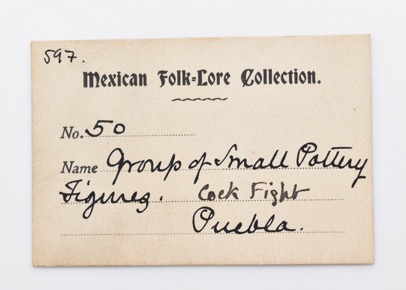 597.
Mexican Folk-Lore Collection.
No. 50
Name Group of Small Pottery
Figures. Cock Fight
Puebla.